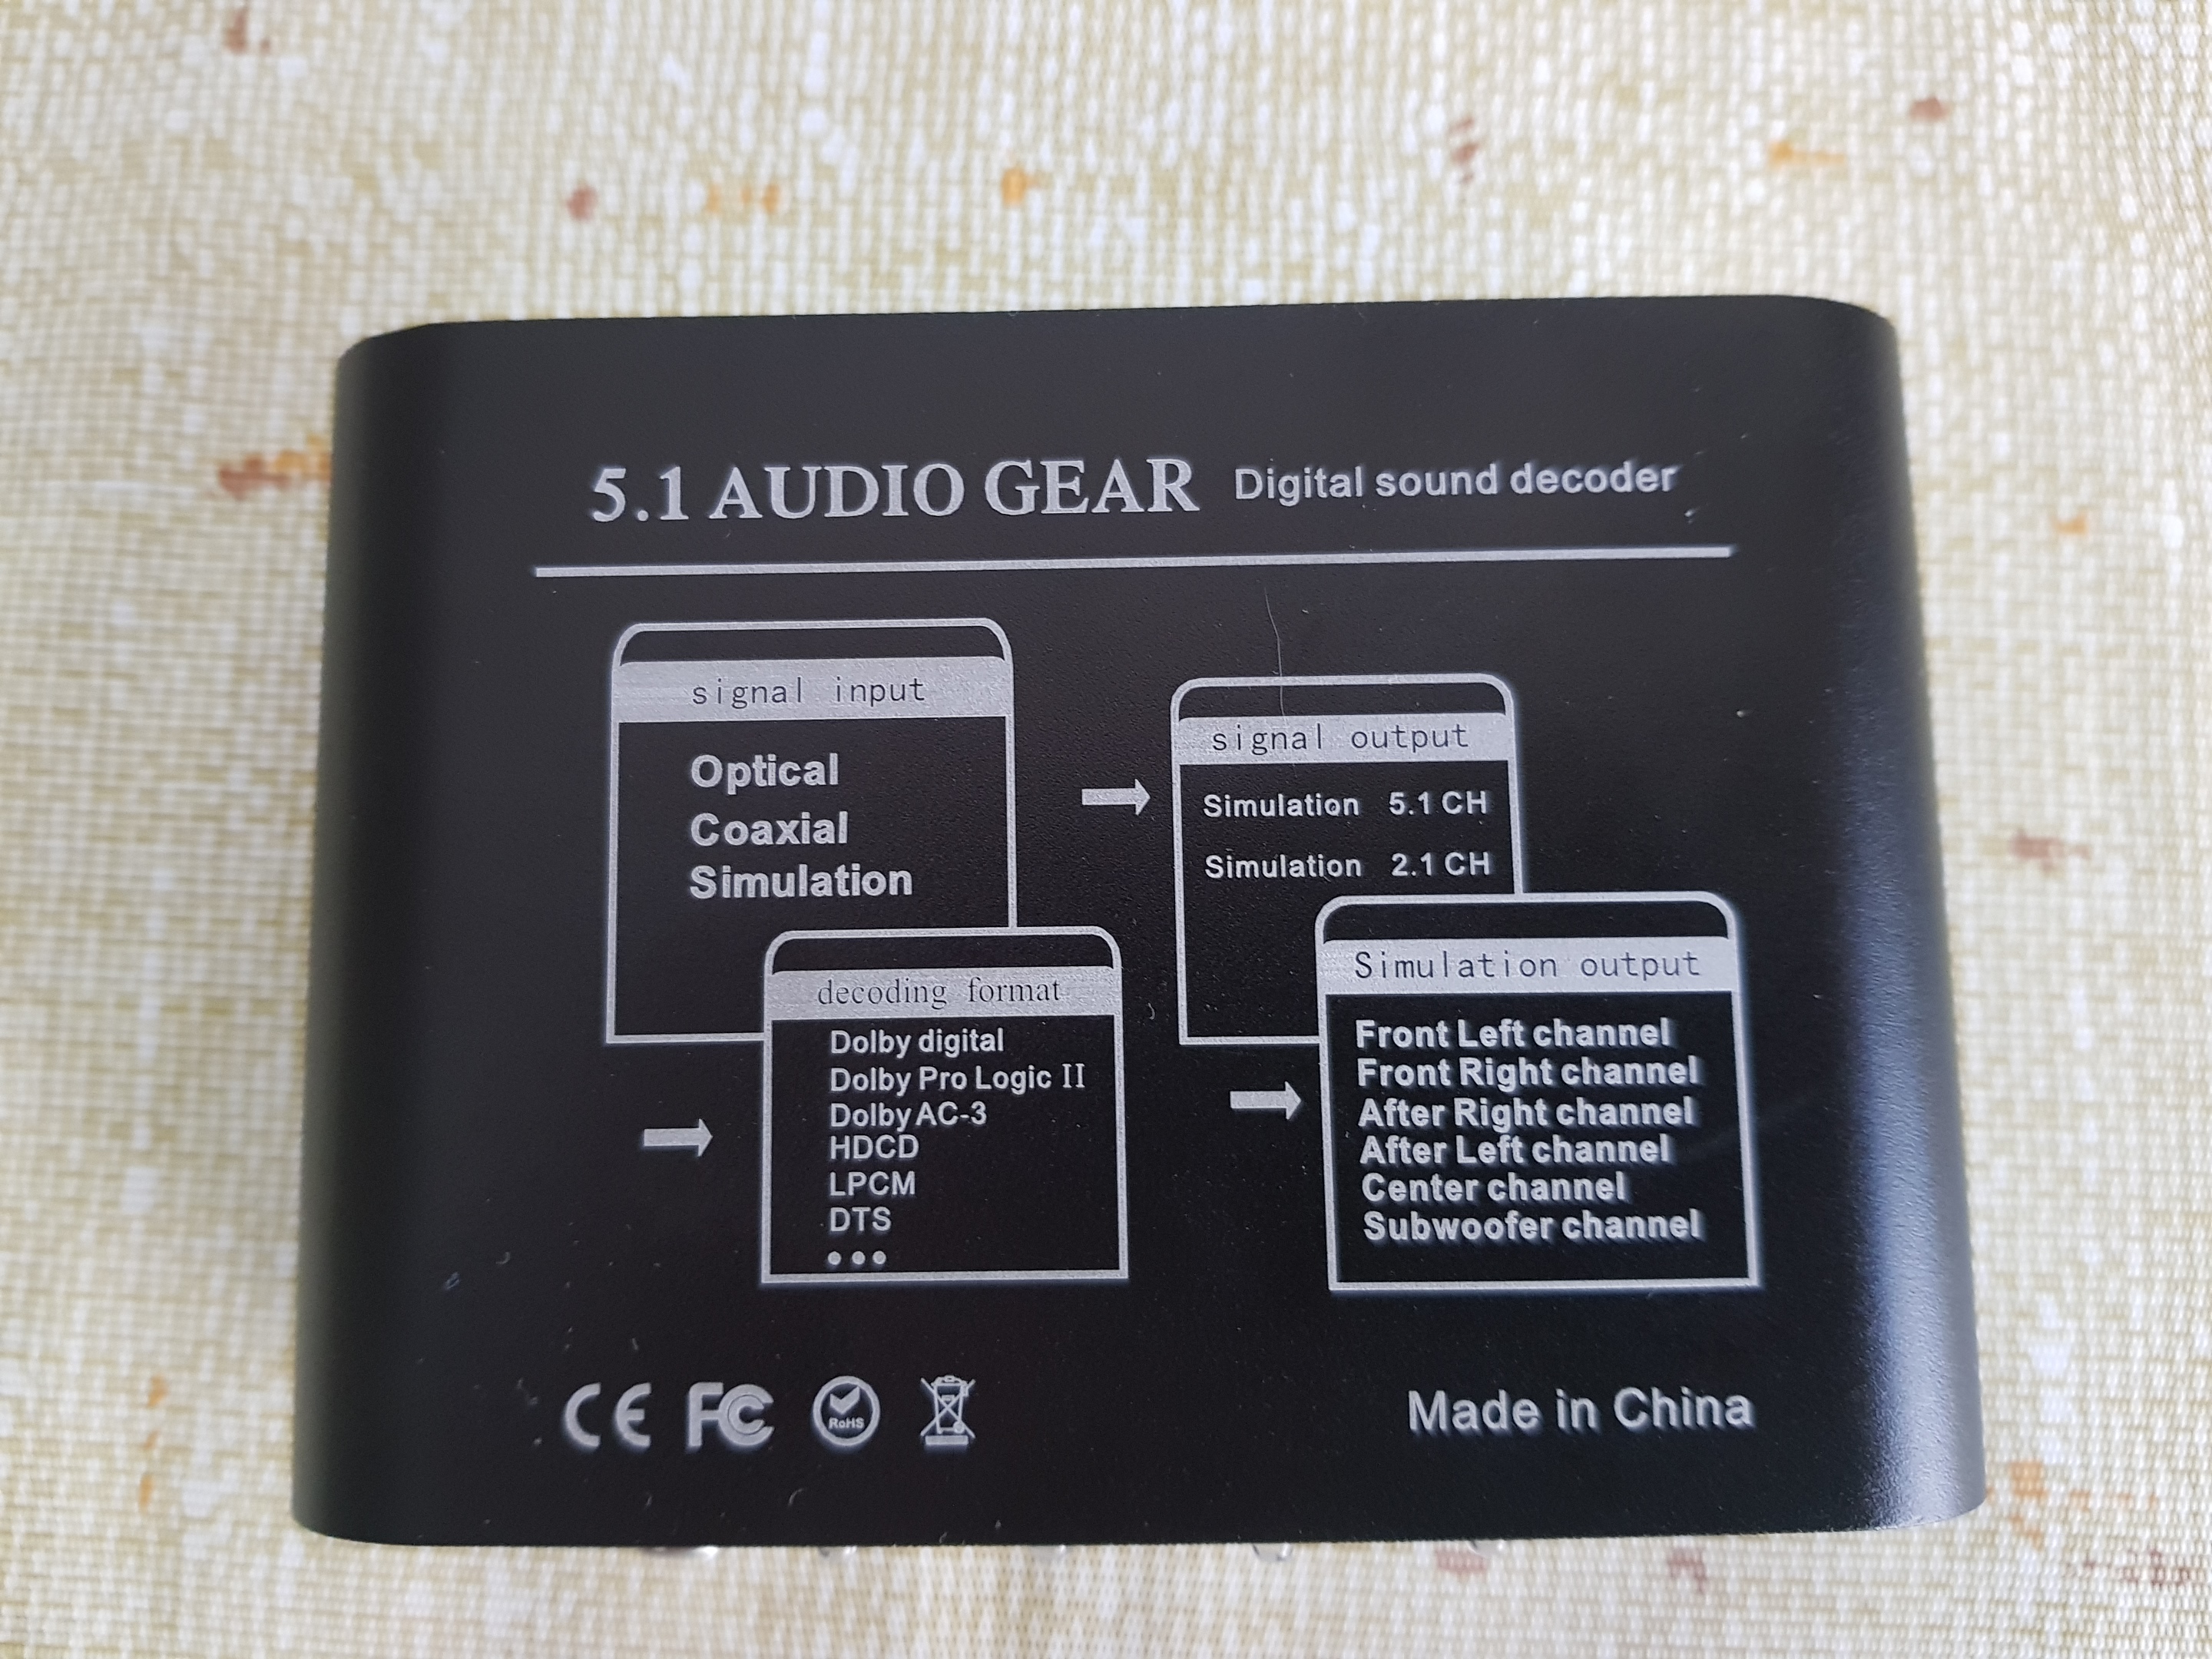 5.1 AUDIO GEAR Digital sound decoder
signal input
Optical
Coaxial
Simulation
decoding format
Dolby digital
Dolby Pro Logic II
Dolby AC-3
HDCD
LPCM
DTS
•••
signal output
Simulation 5.1 CH
Simulation 2.1 CH
Simulation output
Front Left channel
Front Right channel
After Right channel
After Left channel
Center channel
Subwoofer channel
CE FC RoHS
Made in China